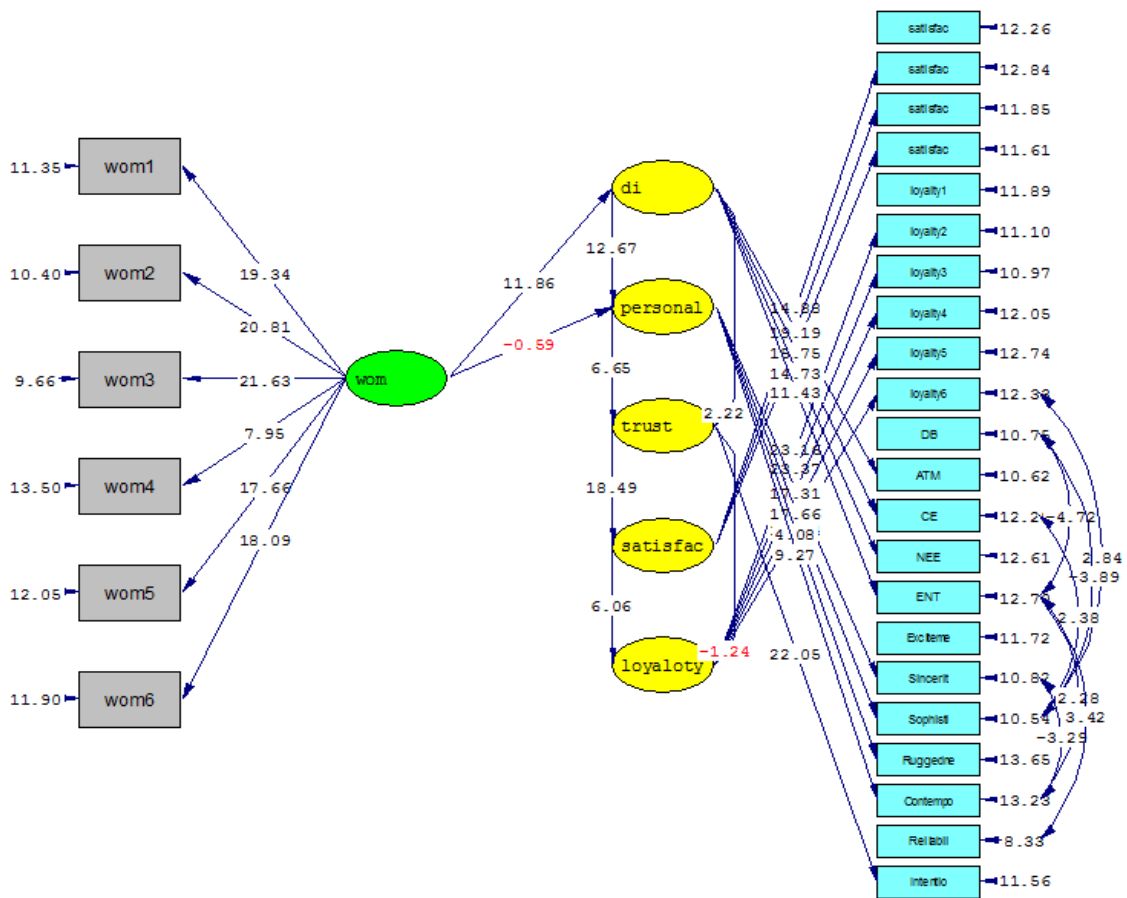 satisfac 12.26
satisfac 12.84
satisfac 11.85
11.35 wom1
satisfac 11.61
di
loyalty1 11.89
loyalty2 11.10
12.67
10.40 wom2
19.34
11.86
loyalty3 10.97
personal
14.88
loyalty4 12.05
20.81
19.19
-0.59
18.75
loyalty5 12.74
9.66 wom3
21.63
wom
6.65
14.73
11.43
loyalty6 12.33
2.22
trust
DB 10.75
7.95
23.16
23.37
ATM 10.62
13.50 wom4
17.66
18.49
17.31
17.66
CE
-4.72
18.09
4.08
satisfac
9.27
NEE 12.61
2.84
-3.89
12.05 wom5
6.06
ENT 12.70
2.38
Exciteme 11.72
-1.24
22.05
loyaloty
Sincerit 10.82
11.90 wom6
2.28
Sophisti 10.54
3.42
-3.29
Ruggedne 13.65
Contempo 13.23
Reliabil 8.33
Intentio 11.56